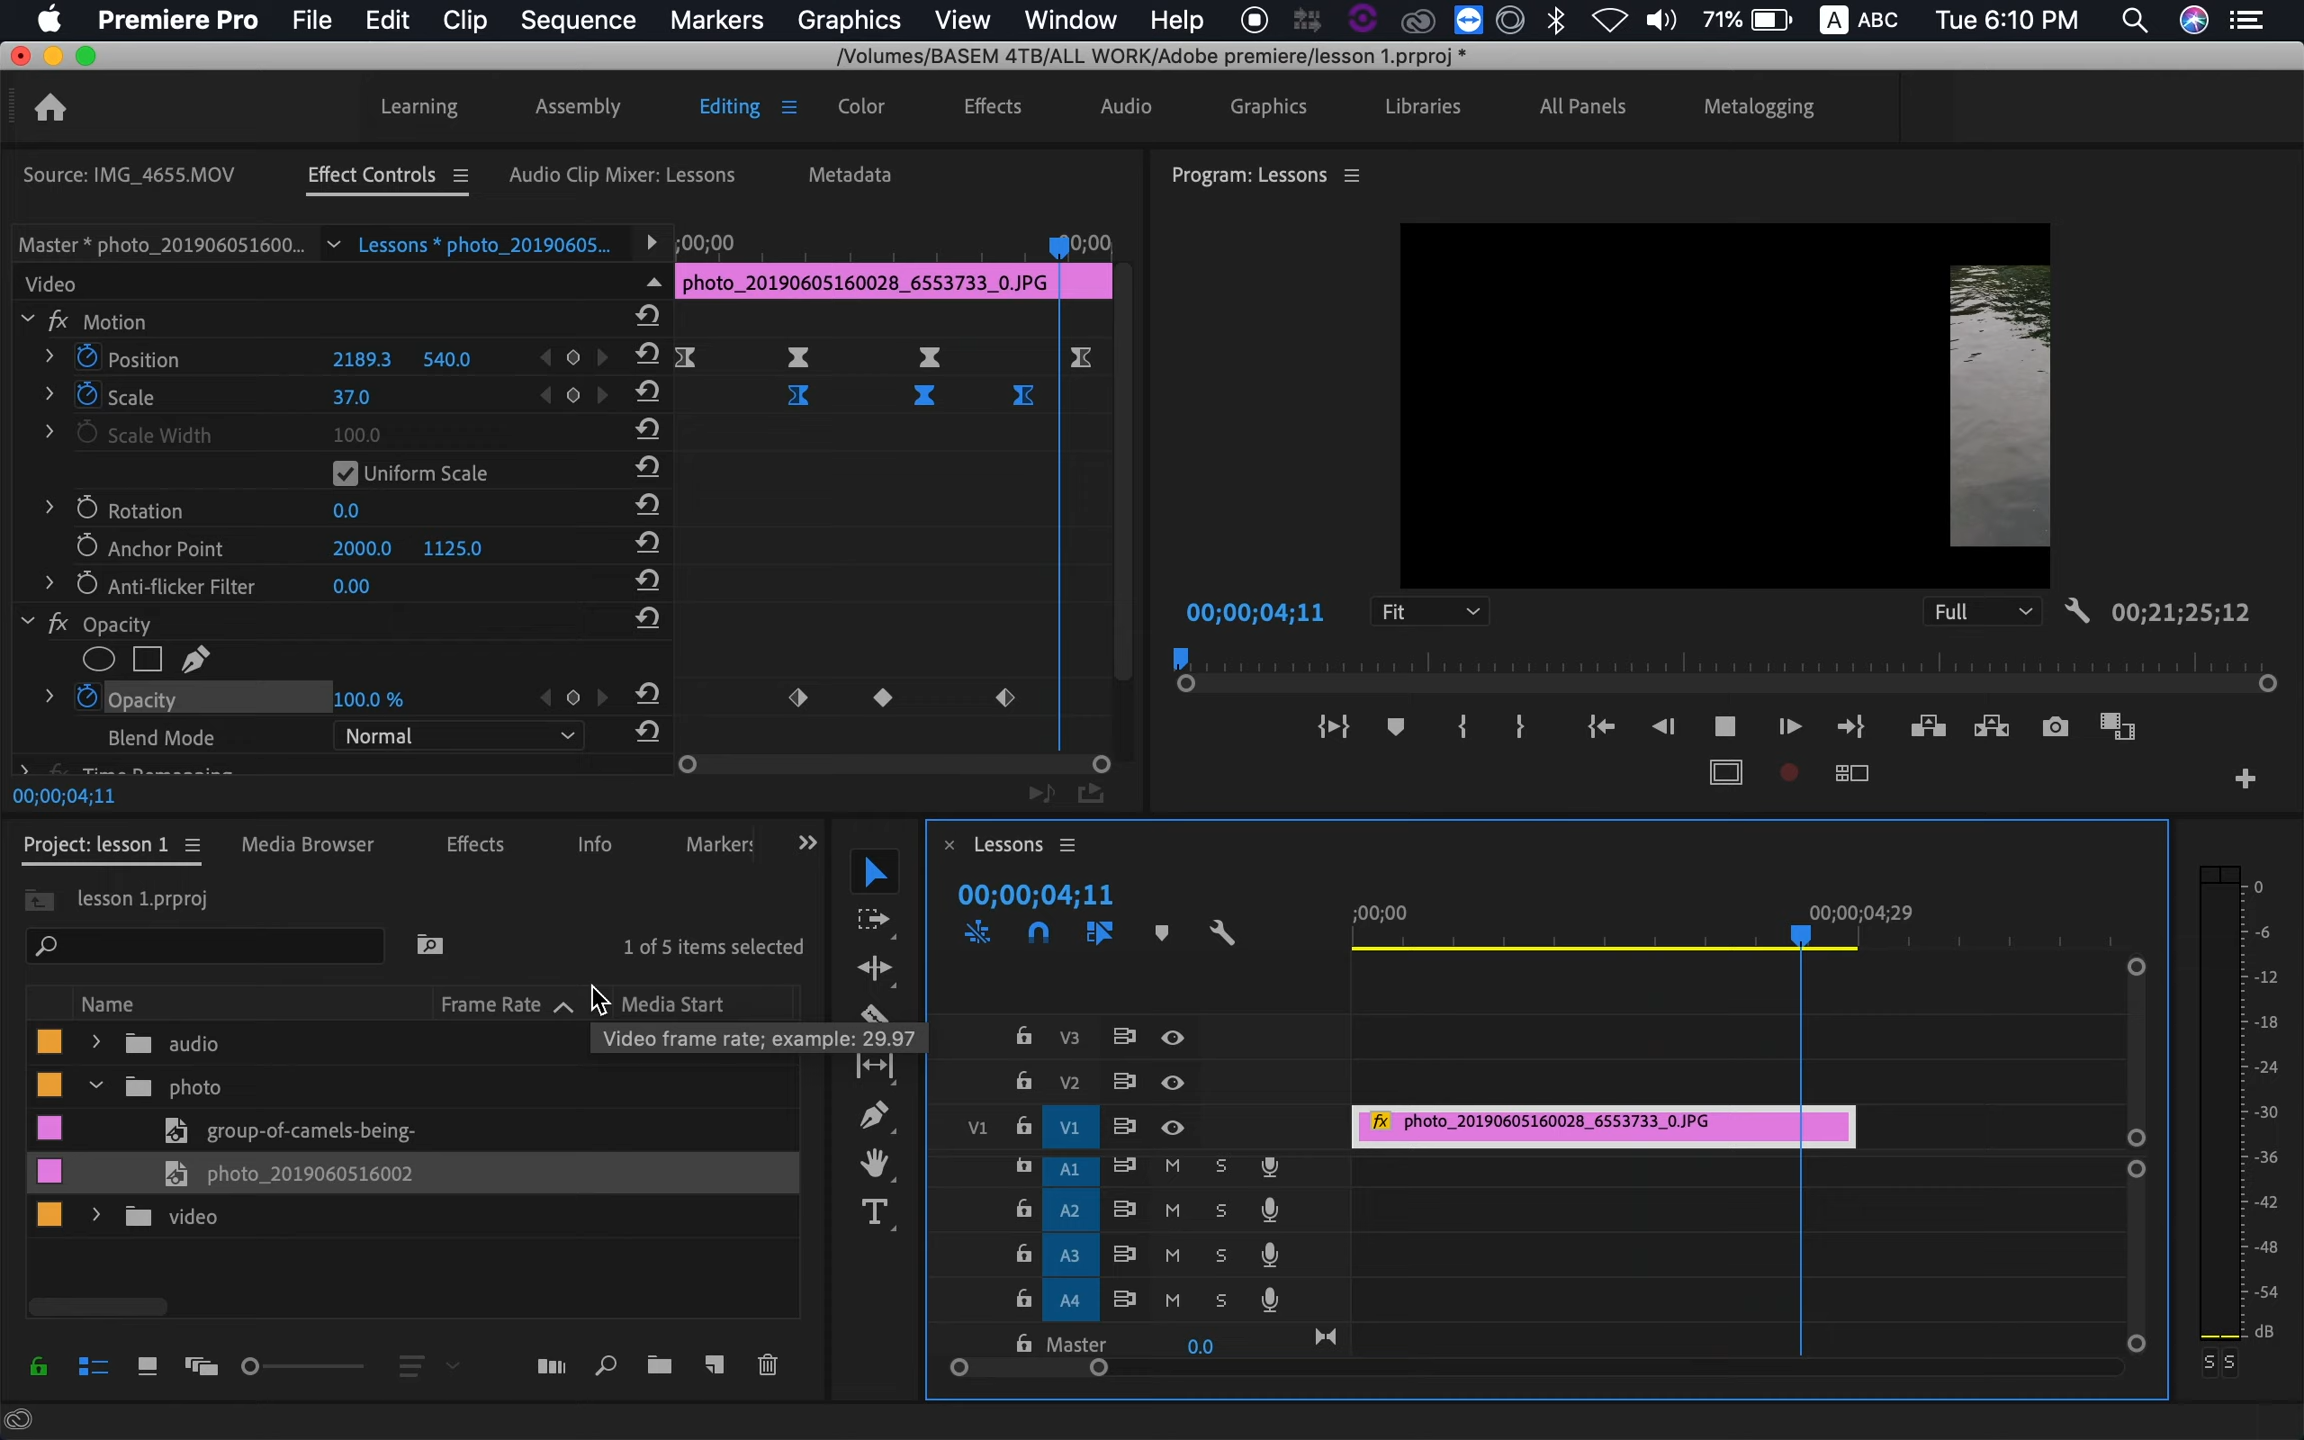 Premiere Pro File Edit Clip Sequence Markers Graphics View Window Help 71% A ABC Tue 6:10 PM
/Volumes/BASEM 4TB/ALL WORK/Adobe premiere/lesson 1.prproj *
Learning Assembly Editing Color Effects Audio Graphics Libraries All Panels Metalogging
Source: IMG_4655.MOV Effect Controls Audio Clip Mixer: Lessons Metadata
Program: Lessons
Master * photo_201906051600... Lessons * photo_20190605... ;00;00 00;00
Video photo_20190605160028_6553733_0.JPG
fx Motion
Position 2189.3 540.0
Scale 37.0
Scale Width 100.0
Uniform Scale
Rotation 0.0
Anchor Point 2000.0 1125.0
Anti-flicker Filter 0.00
fx Opacity
Opacity 100.0 %
Blend Mode Normal
fx Time Remapping
00;00;04;11
00;00;04;11 Fit Full 00;21;25;12
Project: lesson 1 Media Browser Effects Info Markers
lesson 1.prproj
1 of 5 items selected
Name Frame Rate Media Start
Video frame rate; example: 29.97
audio
photo
group-of-camels-being-
photo_2019060516002
video
Lessons
00;00;04;11
;00;00 00;00;04;29
V3
V2
V1 V1 fx photo_20190605160028_6553733_0.JPG
A1 M S
A2 M S
A3 M S
A4 M S
Master 0.0
0
-6
-12
-18
-24
-30
-36
-42
-48
-54
dB
S S